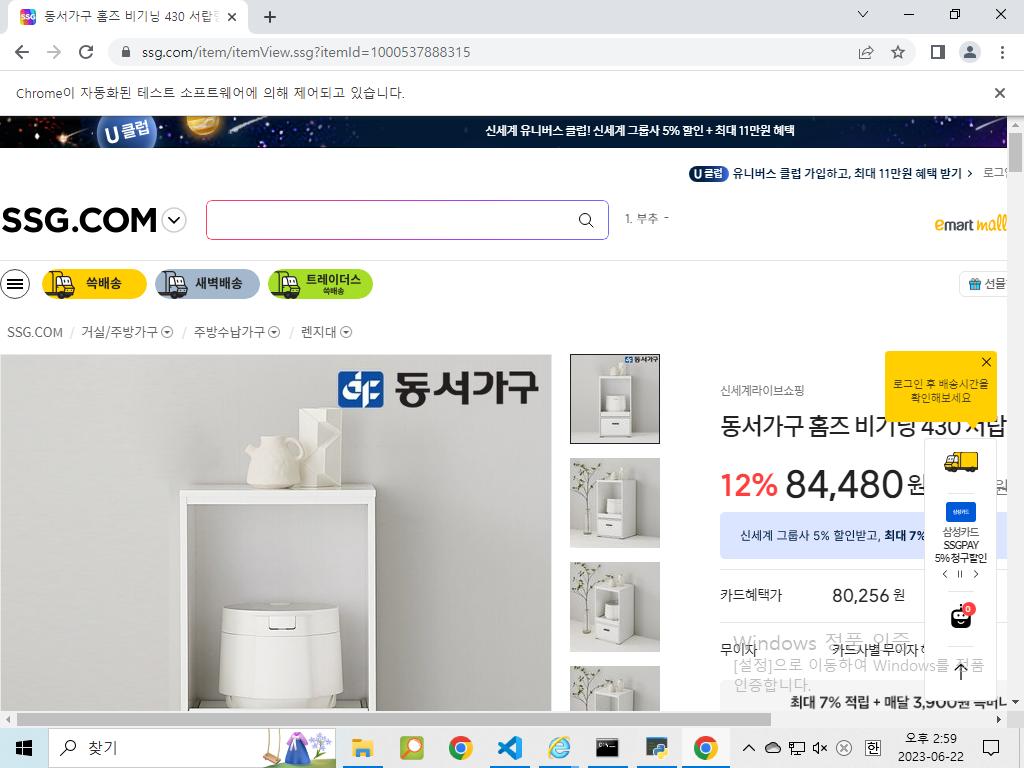 동서가구 홈즈 비기닝 430 서랍
ssg.com/item/itemView.ssg?itemId=1000537888315
Chrome이 자동화된 테스트 소프트웨어에 의해 제어되고 있습니다.
U클럽
신세계 유니버스 클럽! 신세계 그룹사 5% 할인 + 최대 11만원 혜택
U클럽 유니버스 클럽 가입하고, 최대 11만원 혜택 받기 >
SSG.COM
1. 부추 -
emart mall
쓱배송
새벽배송
트레이더스
쓱배송
선물
SSG.COM / 거실/주방가구 / 주방수납가구 / 렌지대
동서가구
동서가구
로그인 후 배송시간을
확인해보세요
신세계라이브쇼핑
동서가구 홈즈 비기닝 430 서랍
12% 84,480원
원
신세계 그룹사 5% 할인받고, 최대 7%
삼성카드
삼성카드
SSGPAY
5% 청구할인
카드혜택가 80,256 원
0
무이자 카드사별 무이자
Windows 정품 인증
[설정]으로 이동하여 Windows를 정품
인증합니다.
최대 7% 적립 + 매달 3,900원
찾기
오후 2:59
한
2023-06-22